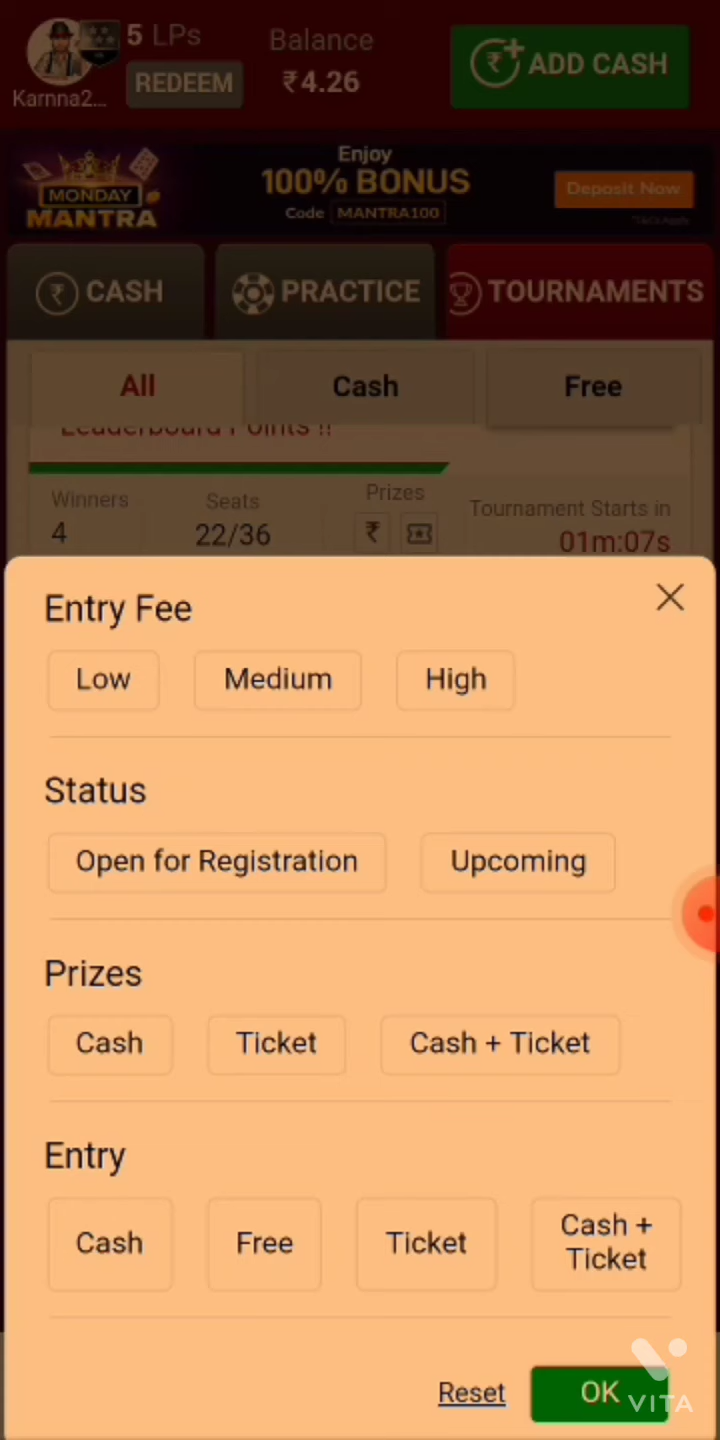 5 LPs
Balance
₹4.26
ADD CASH
REDEEM
Karnna2...
MONDAY
MANTRA
Enjoy
100% BONUS
Code MANTRA100
Deposit Now
CASH
PRACTICE
TOURNAMENTS
All
Cash
Free
Leaderboard Points !!
Winners
4
Seats
22/36
Prizes
₹
Tournament Starts in
01m:07s
Entry Fee
Low
Medium
High
Status
Open for Registration
Upcoming
Prizes
Cash
Ticket
Cash + Ticket
Entry
Cash
Free
Ticket
Cash +
Ticket
Reset
OK
VITA